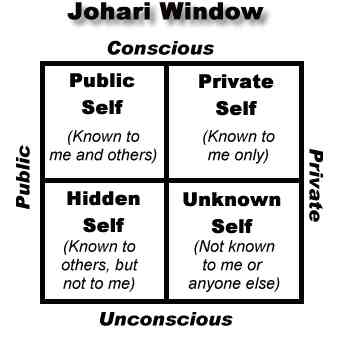 Johari Window
Conscious
Public
Self
(Known to
me and others)
Private
Self
(Known to
me only)
Public
Private
Hidden
Self
(Known to
others, but
not to me)
Unknown
Self
(Not known
to me or
anyone else)
Unconscious